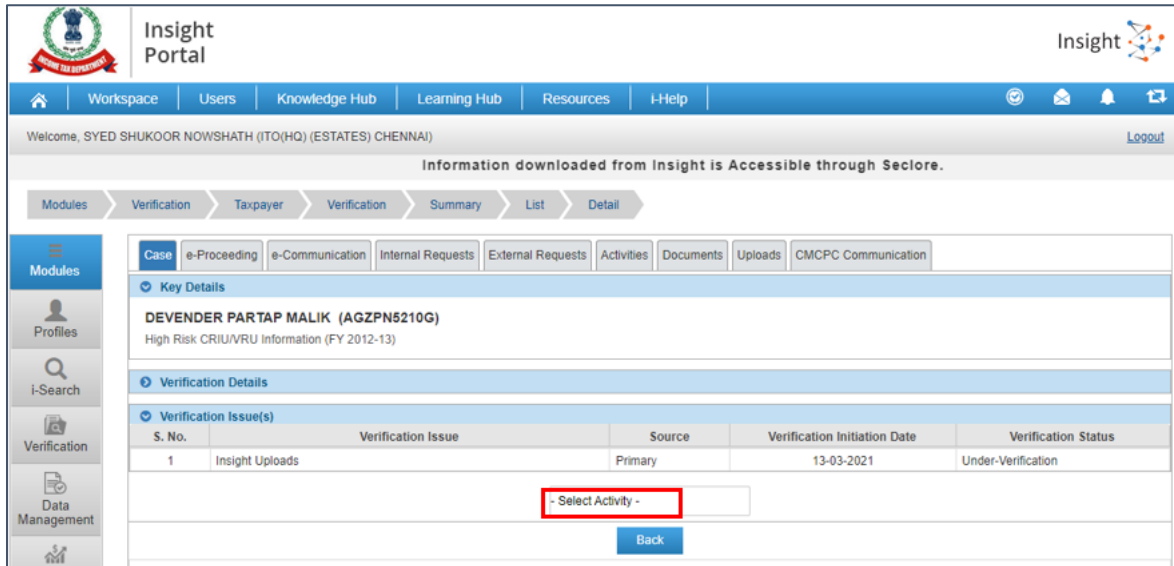 Insight
Portal
INCOME TAX DEPARTMENT
Insight
Workspace Users Knowledge Hub Learning Hub Resources i-Help
Welcome, SYED SHUKOOR NOWSHATH (ITO(HQ) (ESTATES) CHENNAI) Logout
Information downloaded from Insight is Accessible through Seclore.
Modules Verification Taxpayer Verification Summary List Detail
Modules
Profiles
i-Search
Verification
Data
Management
Case e-Proceeding e-Communication Internal Requests External Requests Activities Documents Uploads CMCPC Communication
Key Details
DEVENDER PARTAP MALIK (AGZPN5210G)
High Risk CRIU/VRU Information (FY 2012-13)
Verification Details
Verification Issue(s)
S. No. Verification Issue Source Verification Initiation Date Verification Status
1 Insight Uploads Primary 13-03-2021 Under-Verification
- Select Activity -
Back